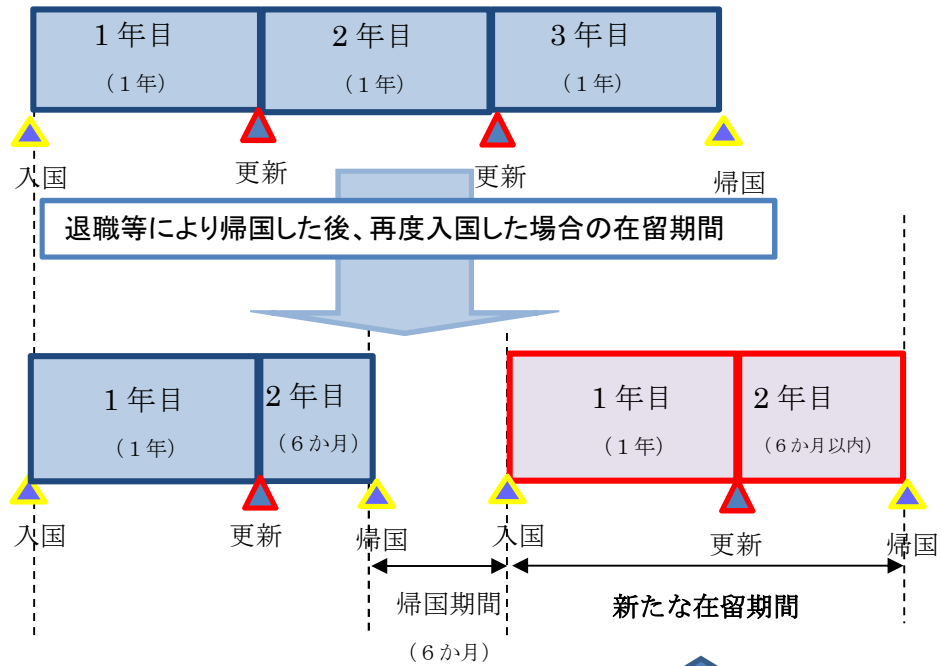 1年目
2年目
3年目
（1年）
（1年）
（1年）
入国
更新
更新
帰国
退職等により帰国した後、再度入国した場合の在留期間
1年目
2年目
1年目
2年目
（1年）
（6か月）
（1年）
（6か月以内）
入国
更新
帰国
入国
更新
帰国
帰国期間
新たな在留期間
（6か月）